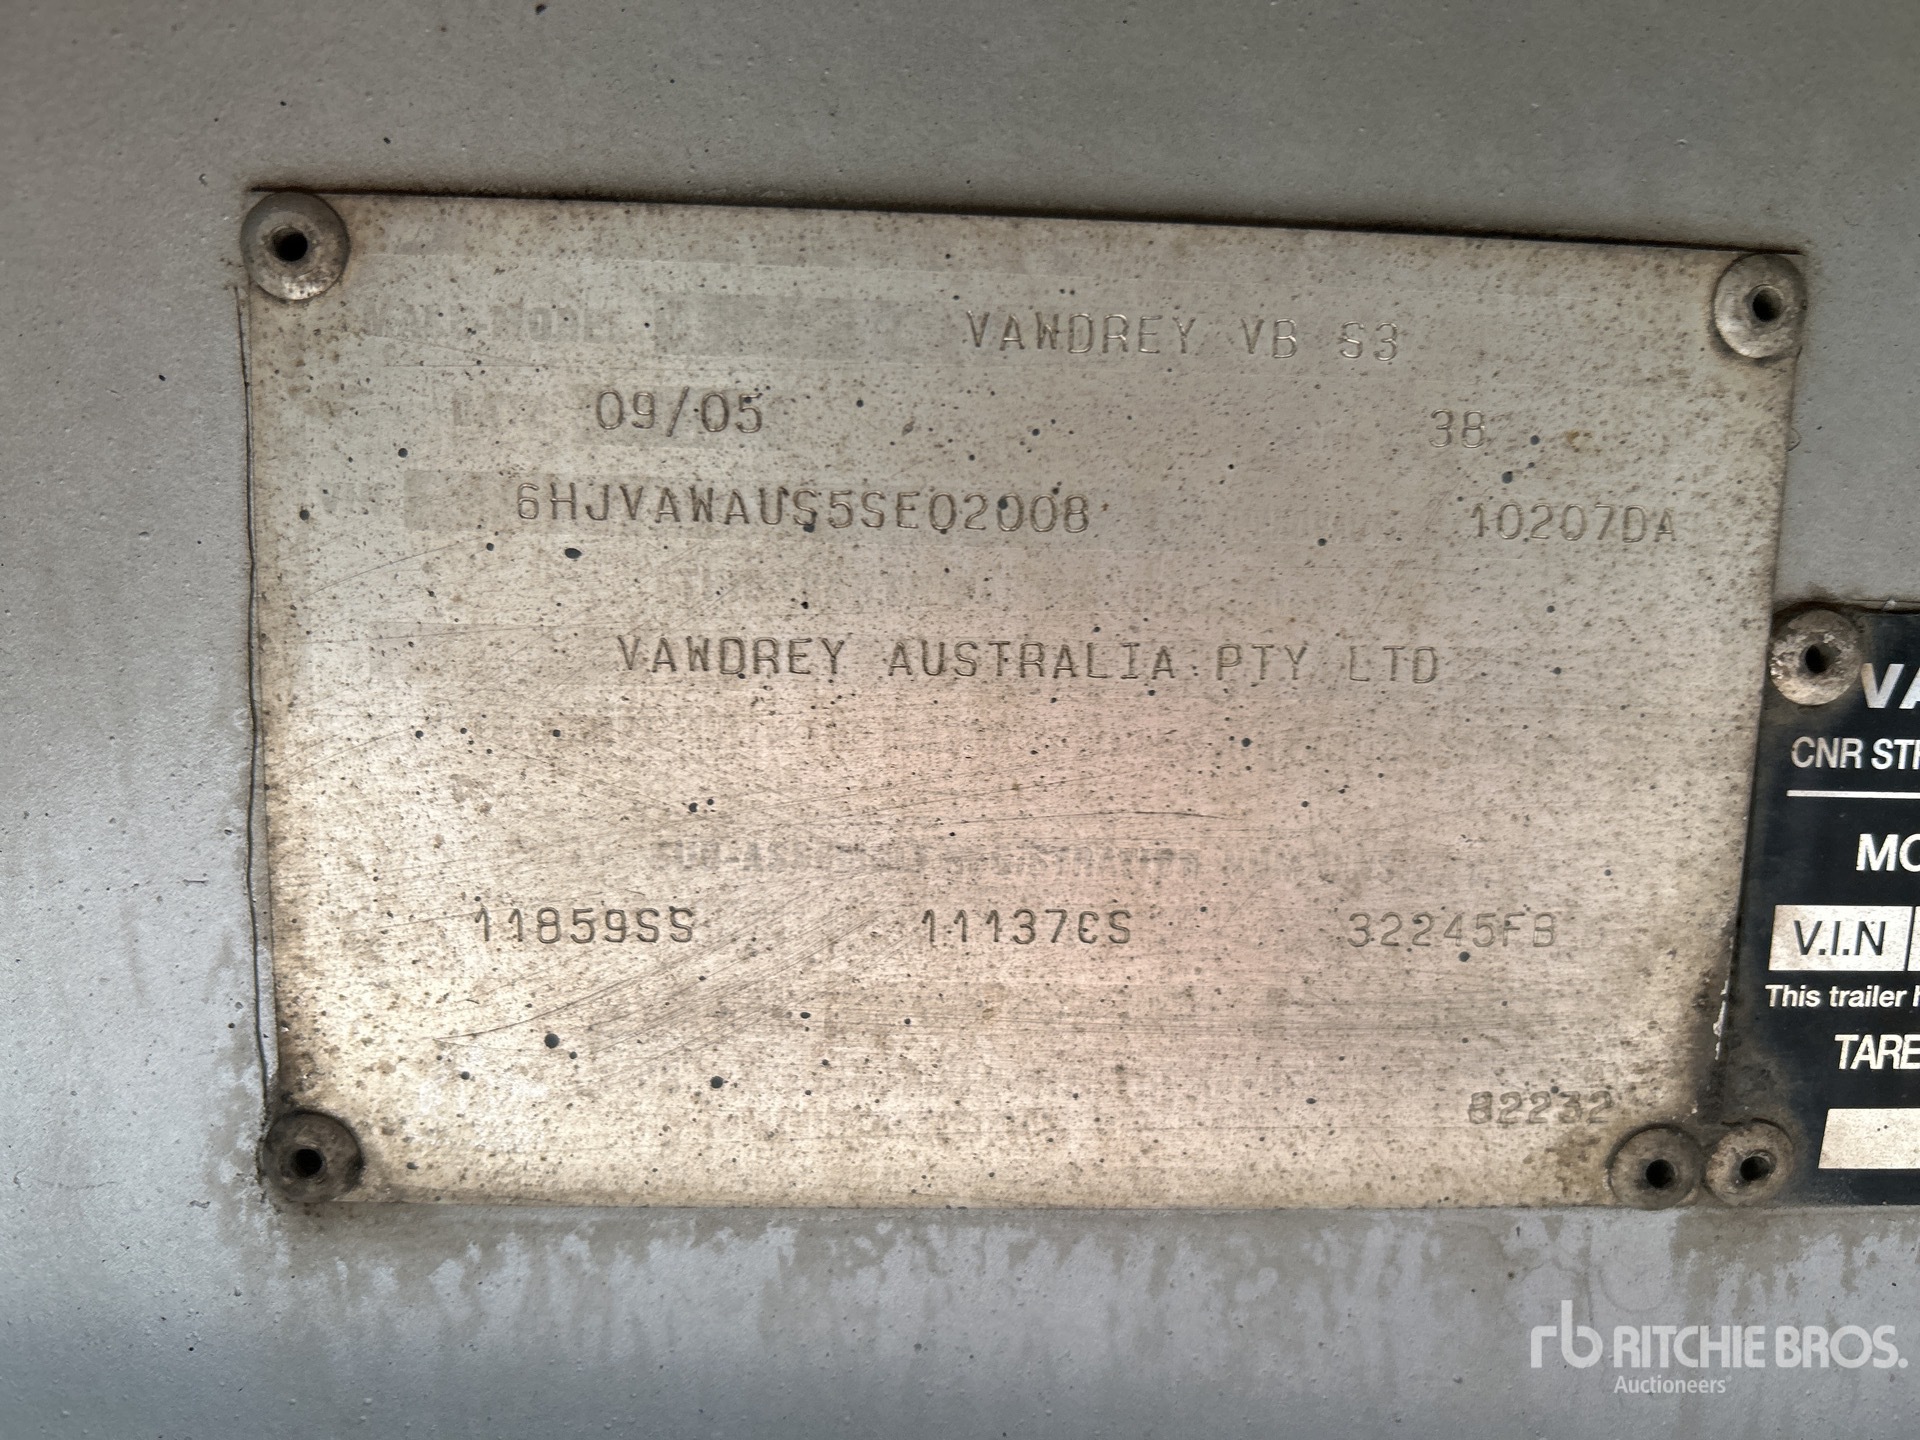 VAWDREY VB S3
09/05 38
6HJVAWAUS5SE02008 10207DA
VAWDREY AUSTRALIA PTY LTD
11859SS 11137CS 32245FB
82232
VA
CNR STR
MO
V.I.N
This trailer h
TARE
rb RITCHIE BROS.
Auctioneers